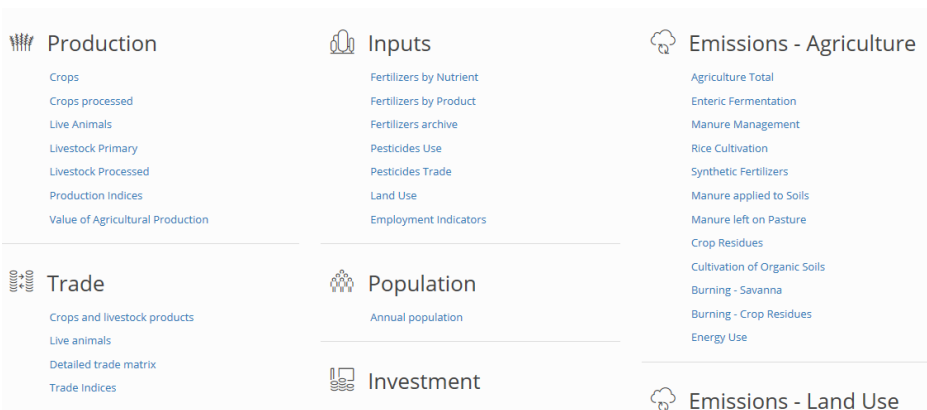 Production
Crops
Crops processed
Live Animals
Livestock Primary
Livestock Processed
Production Indices
Value of Agricultural Production
Trade
Crops and livestock products
Live animals
Detailed trade matrix
Trade Indices
Inputs
Fertilizers by Nutrient
Fertilizers by Product
Fertilizers archive
Pesticides Use
Pesticides Trade
Land Use
Employment Indicators
Population
Annual population
Investment
Emissions - Agriculture
Agriculture Total
Enteric Fermentation
Manure Management
Rice Cultivation
Synthetic Fertilizers
Manure applied to Soils
Manure left on Pasture
Crop Residues
Cultivation of Organic Soils
Burning - Savanna
Burning - Crop Residues
Energy Use
Emissions - Land Use